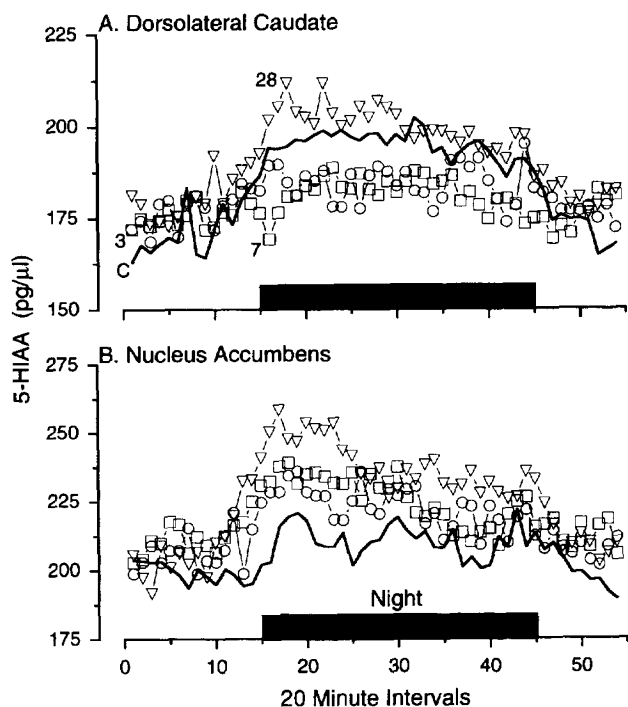 A. Dorsolateral Caudate
225
200
175
150
28
3
C
7
5-HIAA (pg/µl)
B. Nucleus Accumbens
275
250
225
200
175
Night
0 10 20 30 40 50
20 Minute Intervals